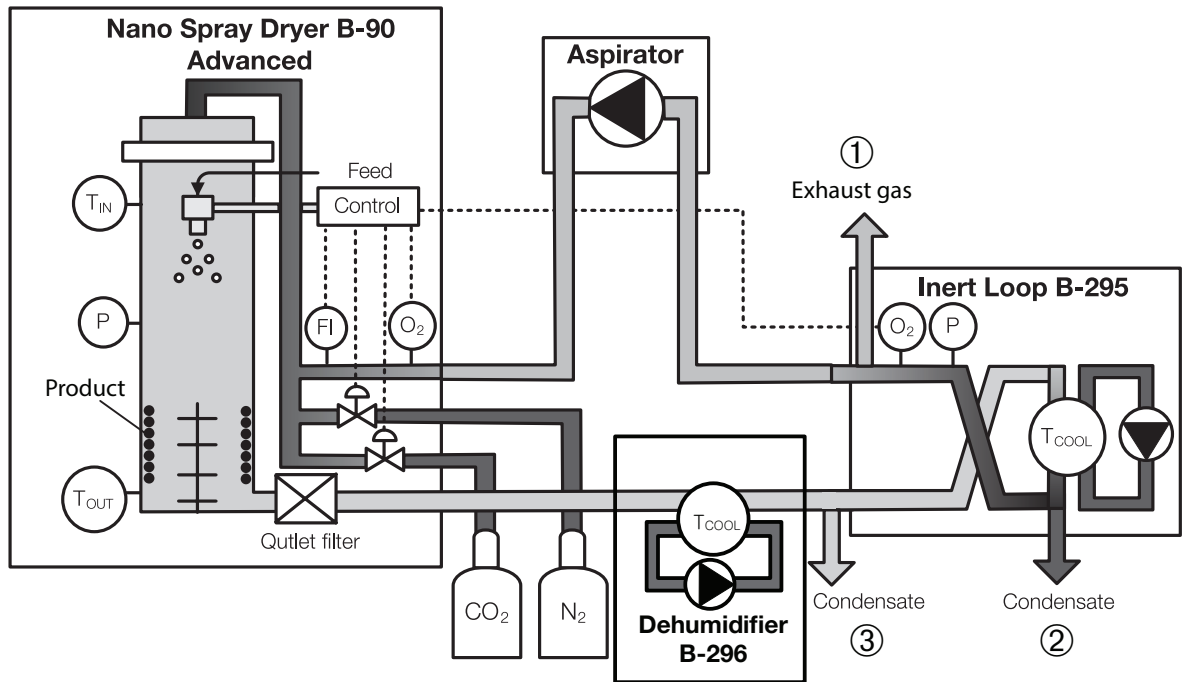 Nano Spray Dryer B-90
Advanced
Aspirator
①
Exhaust gas
Feed
Control
T_IN
Inert Loop B-295
FI
O₂
O₂
P
P
Product
T_COOL
T_OUT
T_COOL
Qutlet filter
CO₂
N₂
Dehumidifier
B-296
Condensate
③
Condensate
②